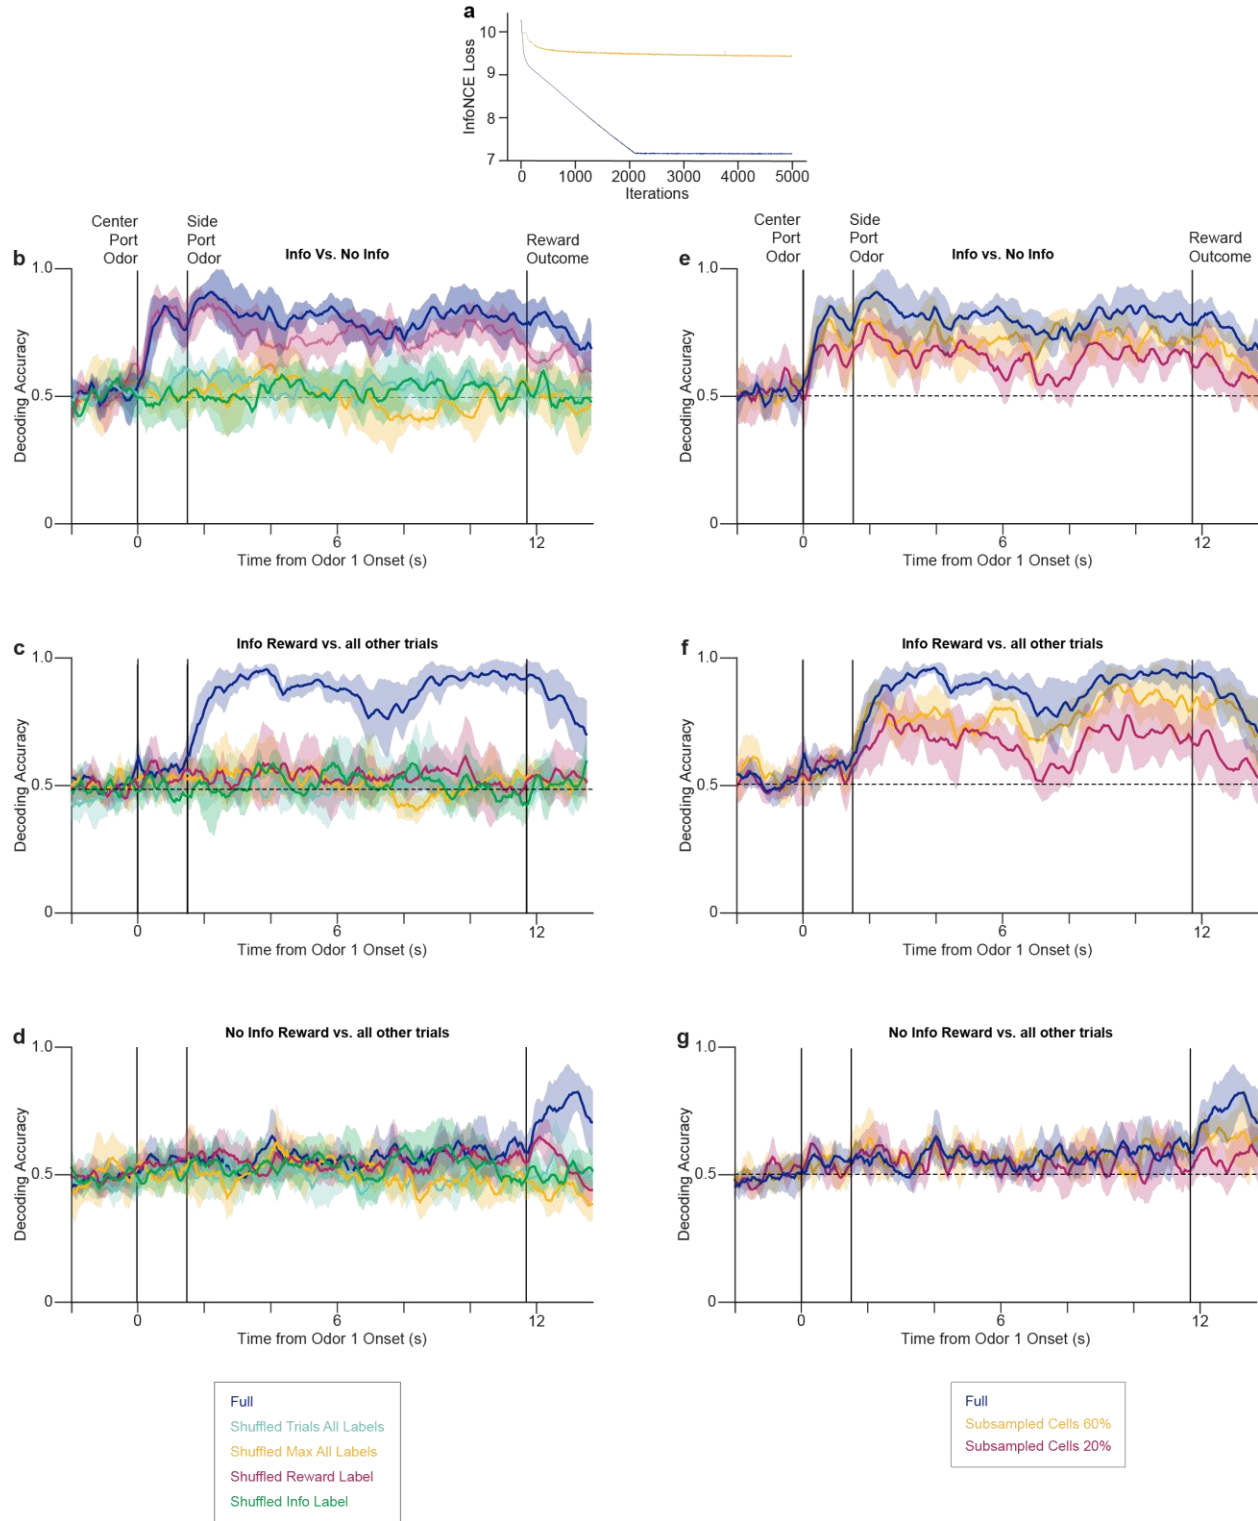 a
10
9
8
7
InfoNCE Loss
0 1000 2000 3000 4000 5000
Iterations
b
Center
Port
Odor
Side
Port
Odor
Info Vs. No Info
Reward
Outcome
1.0
0.5
0
Decoding Accuracy
0 6 12
Time from Odor 1 Onset (s)
e
Center
Port
Odor
Side
Port
Odor
Info vs. No Info
Reward
Outcome
1.0
0.5
0
Decoding Accuracy
0 6 12
Time from Odor 1 Onset (s)
c
Info Reward vs. all other trials
1.0
0.5
0
Decoding Accuracy
0 6 12
Time from Odor 1 Onset (s)
f
Info Reward vs. all other trials
1.0
0.5
0
Decoding Accuracy
0 6 12
Time from Odor 1 Onset (s)
d
No Info Reward vs. all other trials
1.0
0.5
0
Decoding Accuracy
0 6 12
Time from Odor 1 Onset (s)
g
No Info Reward vs. all other trials
1.0
0.5
0
Decoding Accuracy
0 6 12
Time from Odor 1 Onset (s)
Full
Shuffled Trials All Labels
Shuffled Max All Labels
Shuffled Reward Label
Shuffled Info Label
Full
Subsampled Cells 60%
Subsampled Cells 20%